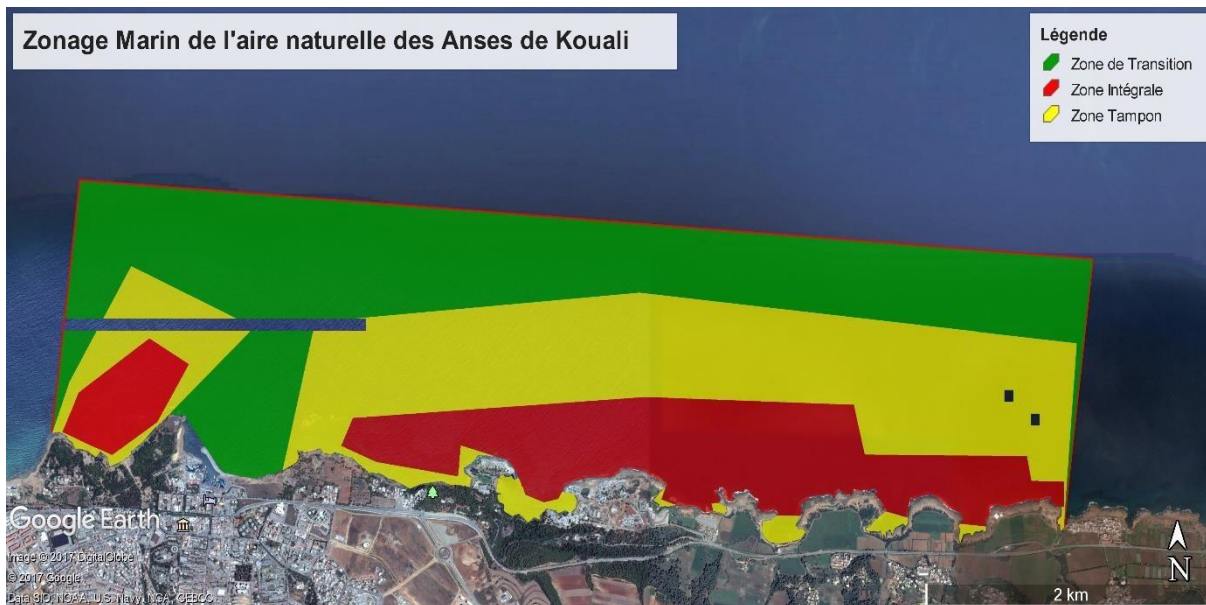 Zonage Marin de l'aire naturelle des Anses de Kouali
Légende
Zone de Transition
Zone Intégrale
Zone Tampon
Google Earth
Image © 2017 DigitalGlobe
© 2017 Google
Data SIO, NOAA, U.S. Navy, NGA, GEBCO
N
2 km